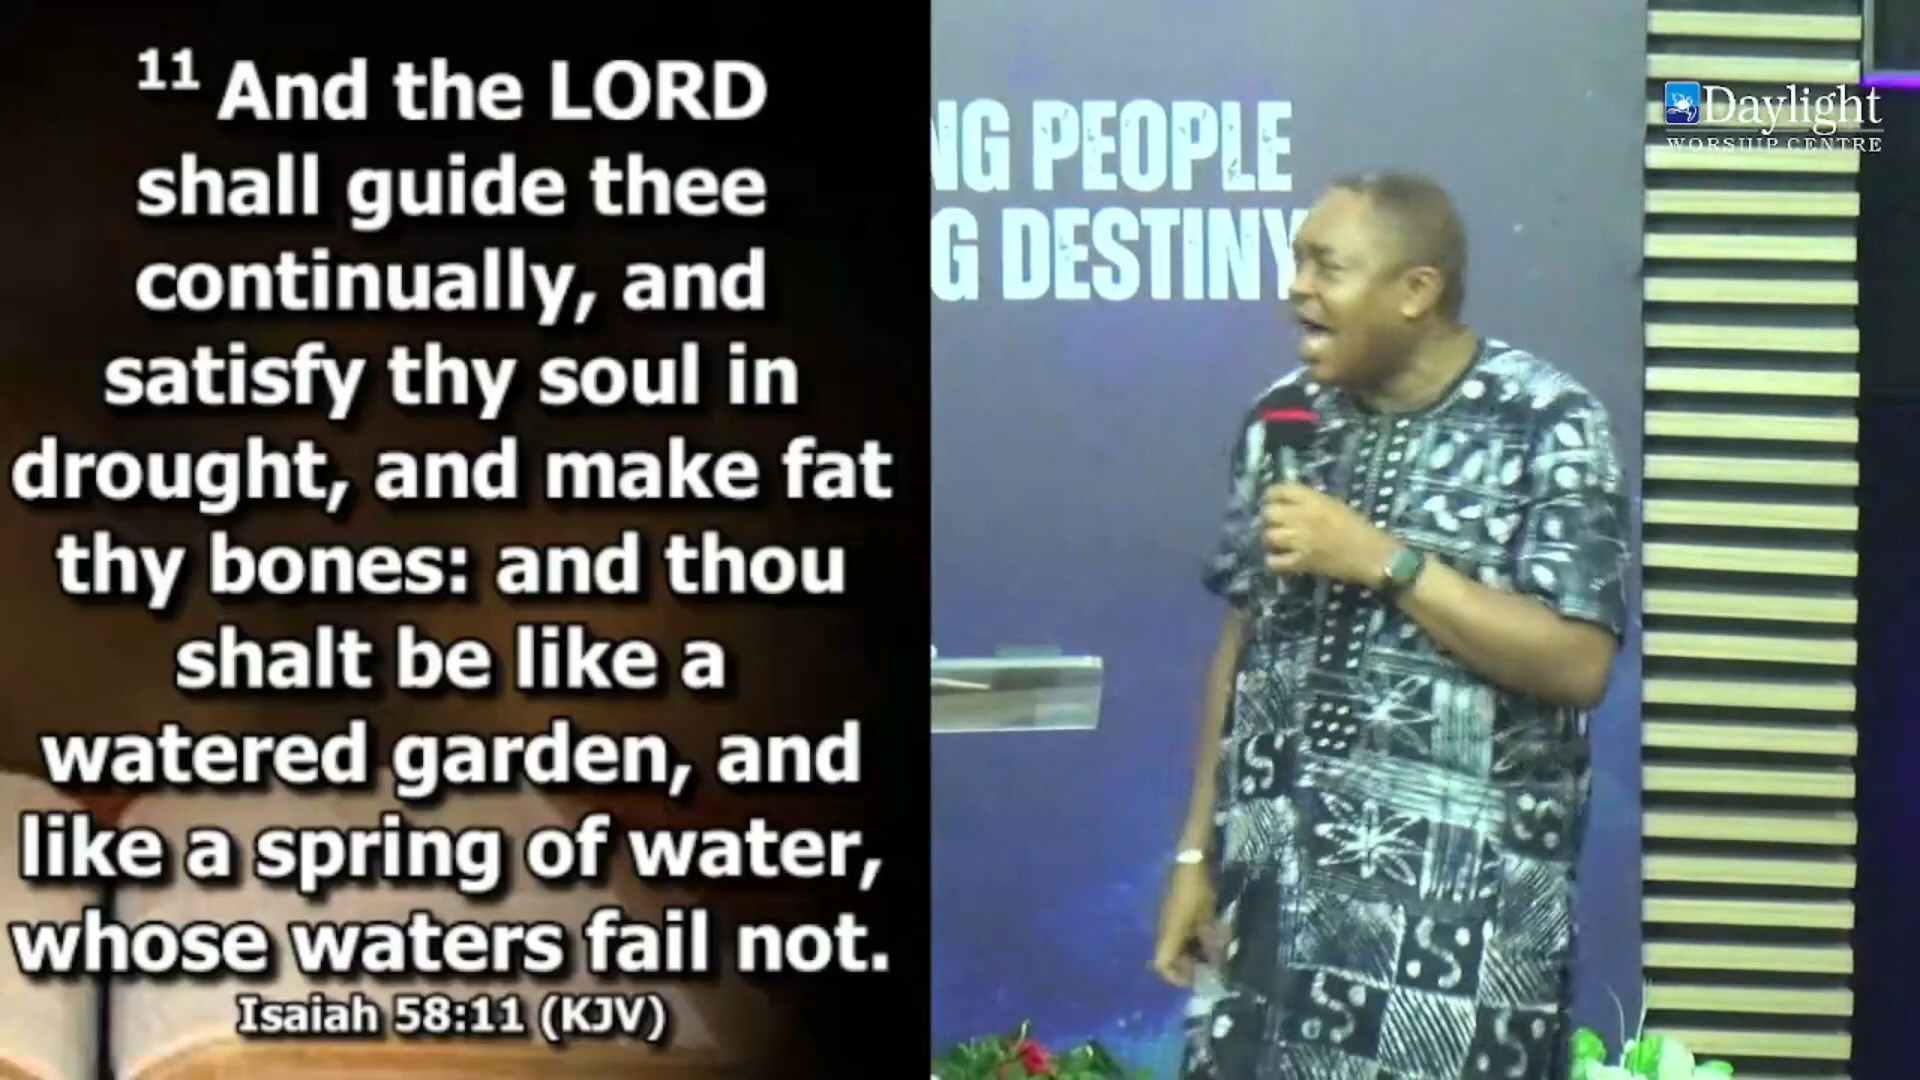 11 And the LORD
shall guide thee
continually, and
satisfy thy soul in
drought, and make fat
thy bones: and thou
shalt be like a
watered garden, and
like a spring of water,
whose waters fail not.
Isaiah 58:11 (KJV)
NG PEOPLE
G DESTINY
Daylight
WORSHIP CENTRE